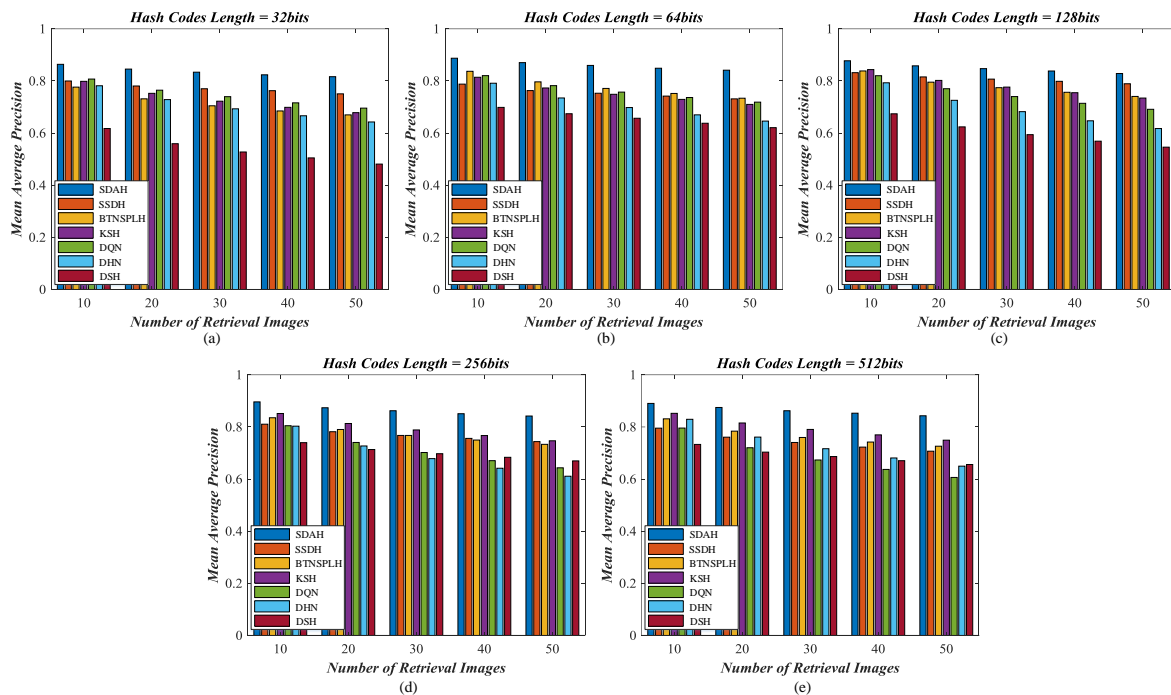 Hash Codes Length = 32bits
Mean Average Precision
1
0.8
0.6
0.4
0.2
0
SDAH
SSDH
BTNSPLH
KSH
DQN
DHN
DSH
10 20 30 40 50
Number of Retrieval Images
(a)
Hash Codes Length = 64bits
Mean Average Precision
1
0.8
0.6
0.4
0.2
0
SDAH
SSDH
BTNSPLH
KSH
DQN
DHN
DSH
10 20 30 40 50
Number of Retrieval Images
(b)
Hash Codes Length = 128bits
Mean Average Precision
1
0.8
0.6
0.4
0.2
0
SDAH
SSDH
BTNSPLH
KSH
DQN
DHN
DSH
10 20 30 40 50
Number of Retrieval Images
(c)
Hash Codes Length = 256bits
Mean Average Precision
1
0.8
0.6
0.4
0.2
0
SDAH
SSDH
BTNSPLH
KSH
DQN
DHN
DSH
10 20 30 40 50
Number of Retrieval Images
(d)
Hash Codes Length = 512bits
Mean Average Precision
1
0.8
0.6
0.4
0.2
0
SDAH
SSDH
BTNSPLH
KSH
DQN
DHN
DSH
10 20 30 40 50
Number of Retrieval Images
(e)